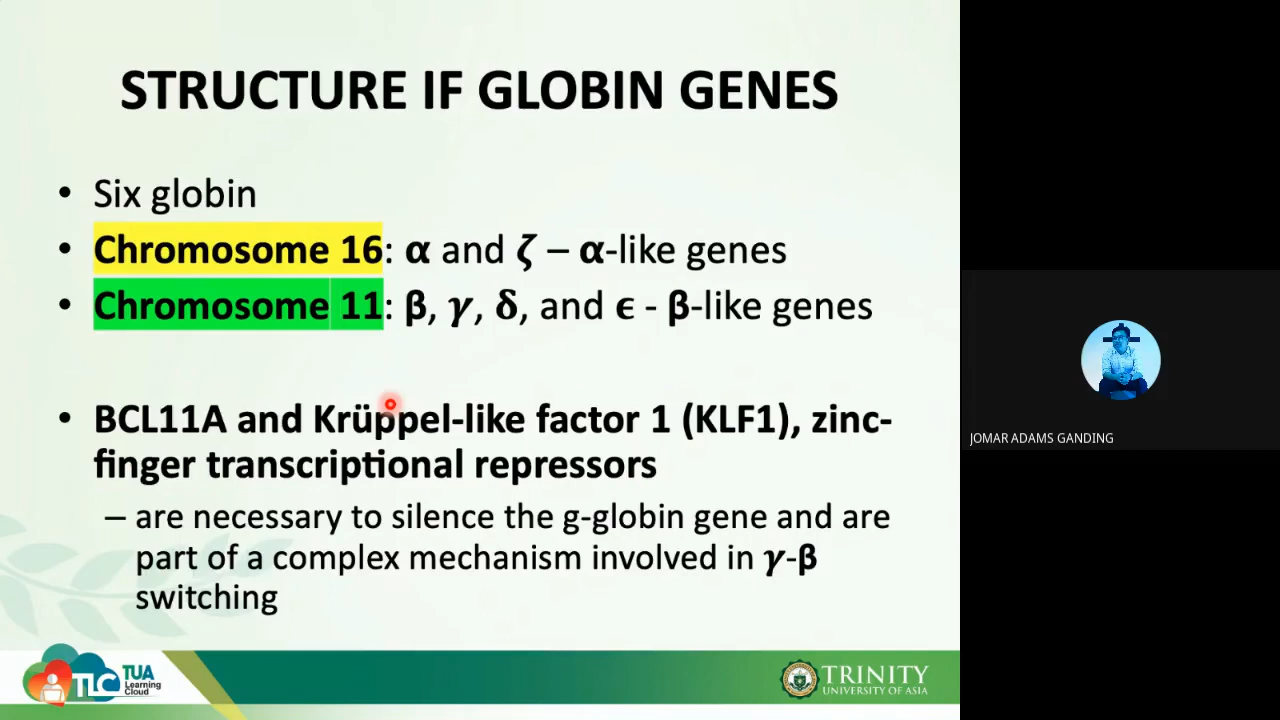 STRUCTURE IF GLOBIN GENES
• Six globin
• Chromosome 16: α and ζ – α-like genes
• Chromosome 11: β, γ, δ, and ϵ - β-like genes
• BCL11A and Krüppel-like factor 1 (KLF1), zinc-
finger transcriptional repressors
– are necessary to silence the g-globin gene and are
part of a complex mechanism involved in γ-β
switching
JOMAR ADAMS GANDING
TLC TUA
Learning
Cloud
TRINITY
UNIVERSITY OF ASIA